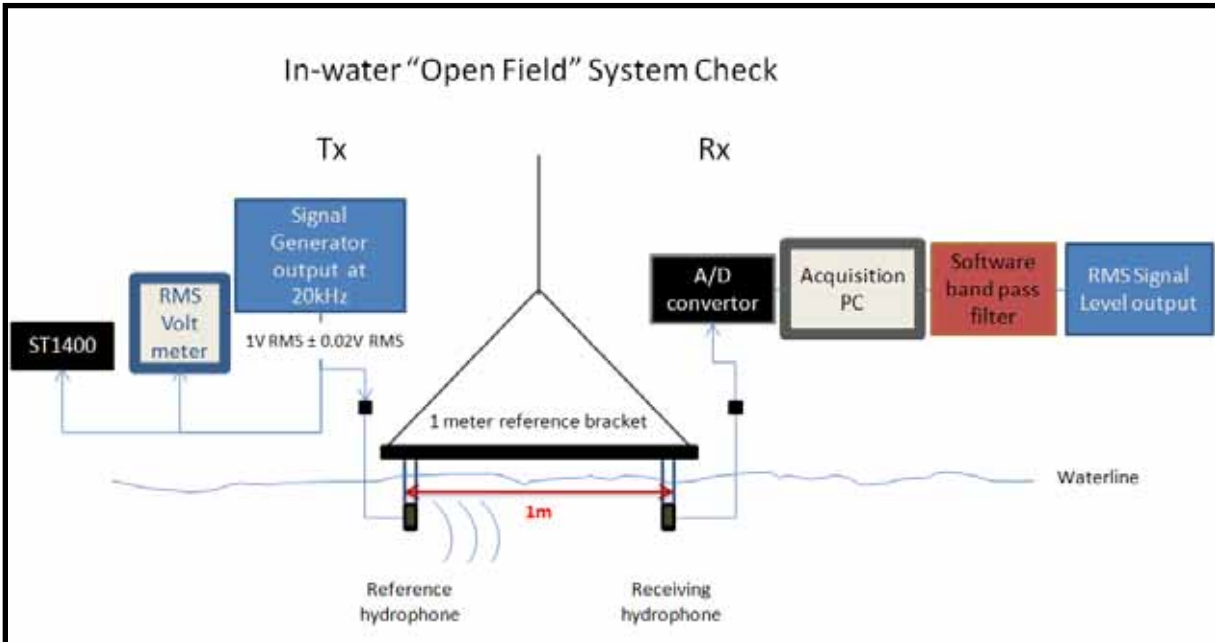 In-water “Open Field” System Check
Tx
Rx
Signal
Generator
output at
20kHz
RMS
Volt
meter
ST1400
1V RMS ± 0.02V RMS
A/D
convertor
Acquisition
PC
Software
band pass
filter
RMS Signal
Level output
1 meter reference bracket
Waterline
1m
Reference
hydrophone
Receiving
hydrophone